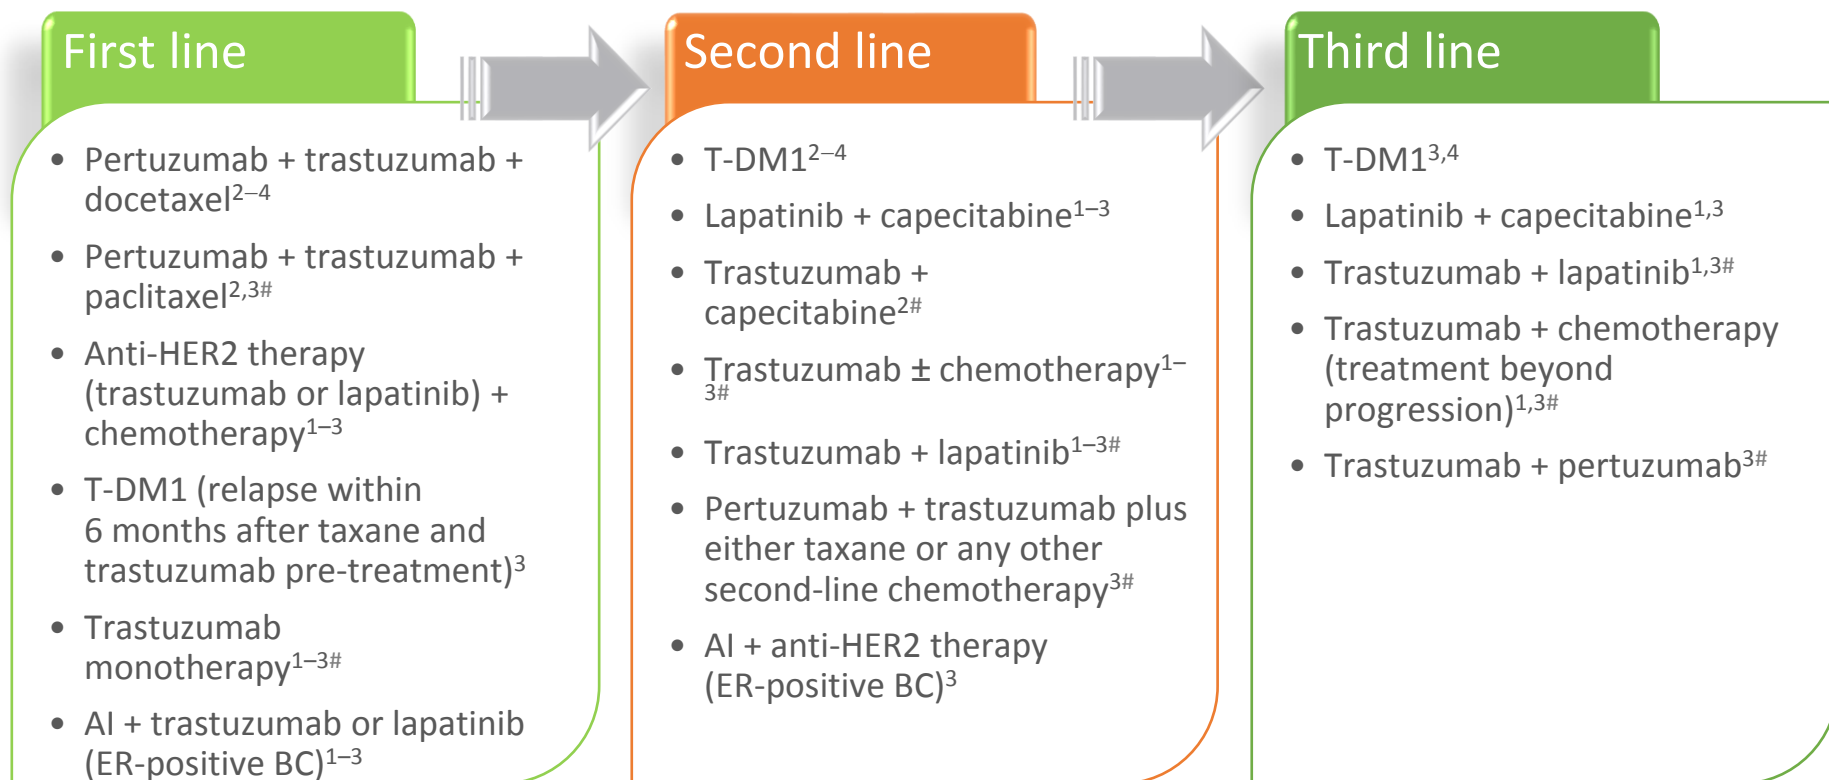 First line
• Pertuzumab + trastuzumab +
docetaxel2–4
• Pertuzumab + trastuzumab +
paclitaxel2,3#
• Anti-HER2 therapy
(trastuzumab or lapatinib) +
chemotherapy1–3
• T-DM1 (relapse within
6 months after taxane and
trastuzumab pre-treatment)3
• Trastuzumab
monotherapy1–3#
• AI + trastuzumab or lapatinib
(ER-positive BC)1–3
Second line
• T-DM12–4
• Lapatinib + capecitabine1–3
• Trastuzumab +
capecitabine2#
• Trastuzumab ± chemotherapy1–
3#
• Trastuzumab + lapatinib1–3#
• Pertuzumab + trastuzumab plus
either taxane or any other
second-line chemotherapy3#
• AI + anti-HER2 therapy
(ER-positive BC)3
Third line
• T-DM13,4
• Lapatinib + capecitabine1,3
• Trastuzumab + lapatinib1,3#
• Trastuzumab + chemotherapy
(treatment beyond
progression)1,3#
• Trastuzumab + pertuzumab3#